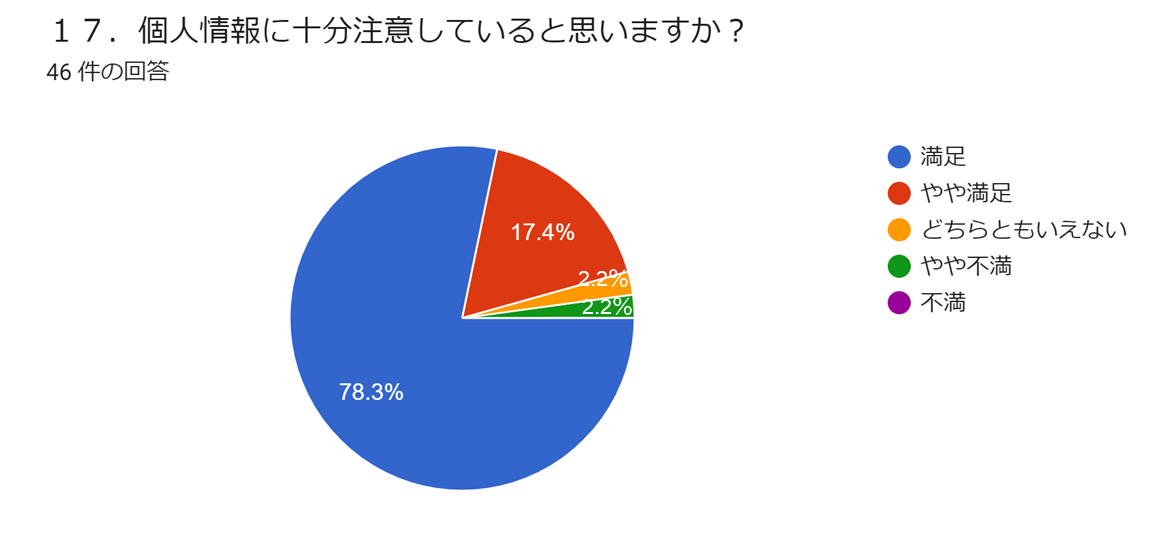 １７．個人情報に十分注意していると思いますか？
46 件の回答
満足
やや満足
どちらともいえない
やや不満
不満
17.4%
2.2%
2.2%
78.3%